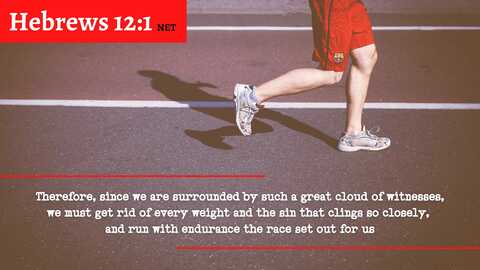 Hebrews 12:1 NET
Therefore, since we are surrounded by such a great cloud of witnesses,
we must get rid of every weight and the sin that clings so closely,
and run with endurance the race set out for us